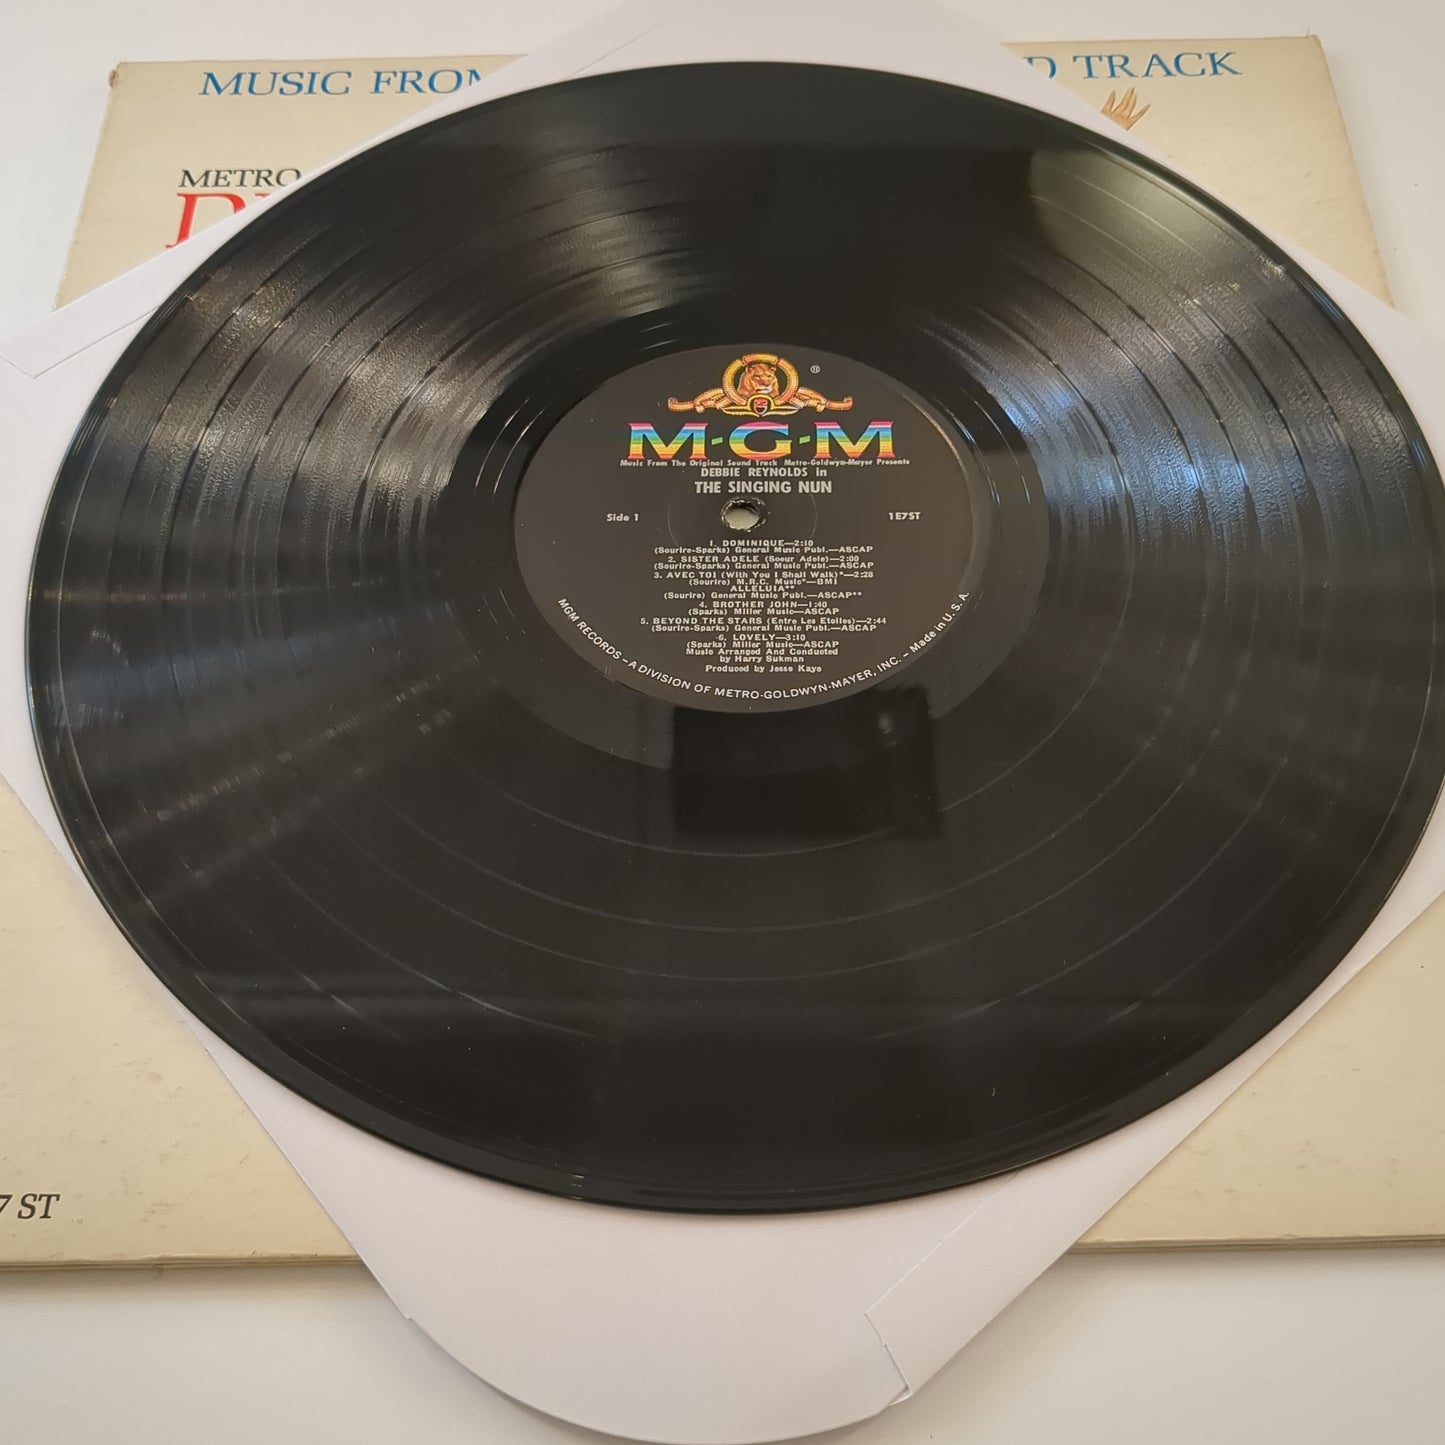 MUSIC FROM
D TRACK
METRO
®
M-G-M
Music From The Original Sound Track Metro-Goldwyn-Mayer Presents
DEBBIE REYNOLDS in
THE SINGING NUN
Side 1
1E7ST
1. DOMINIQUE—2:10
(Sourire-Sparks) General Music Publ.—ASCAP
2. SISTER ADELE (Soeur Adele)—2:00
(Sourire-Sparks) General Music Publ.—ASCAP
3. AVEC TOI (With You I Shall Walk)*—2:28
(Sourire) M.R.C. Music*—BMI
ALLELUIA**
(Sourire) General Music Publ.—ASCAP**
4. BROTHER JOHN—1:40
(Sparks) Miller Music—ASCAP
5. BEYOND THE STARS (Entre Les Etoiles)—2:44
(Sourire-Sparks) General Music Publ.—ASCAP
6. LOVELY—3:10
(Sparks) Miller Music—ASCAP
Music Arranged And Conducted
by Harry Sukman
Produced by Jesse Kaye
MGM RECORDS – A DIVISION OF METRO-GOLDWYN-MAYER, INC. – Made in U.S.A.
7 ST